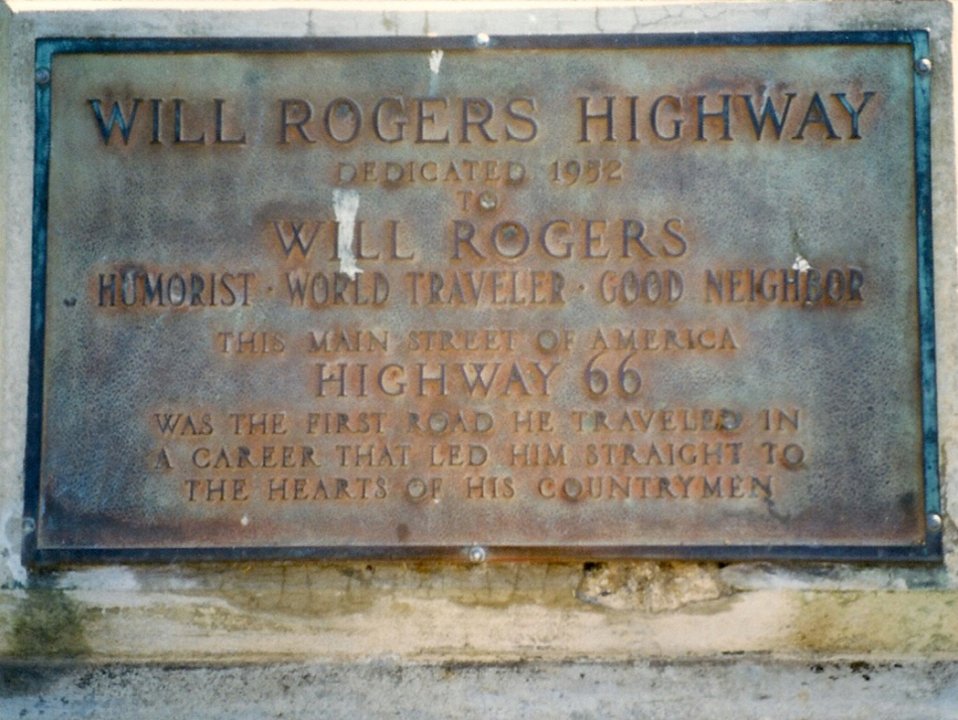 WILL ROGERS HIGHWAY
DEDICATED 1952
TO
WILL ROGERS
HUMORIST · WORLD TRAVELER · GOOD NEIGHBOR
THIS MAIN STREET OF AMERICA
HIGHWAY 66
WAS THE FIRST ROAD HE TRAVELED IN
A CAREER THAT LED HIM STRAIGHT TO
THE HEARTS OF HIS COUNTRYMEN